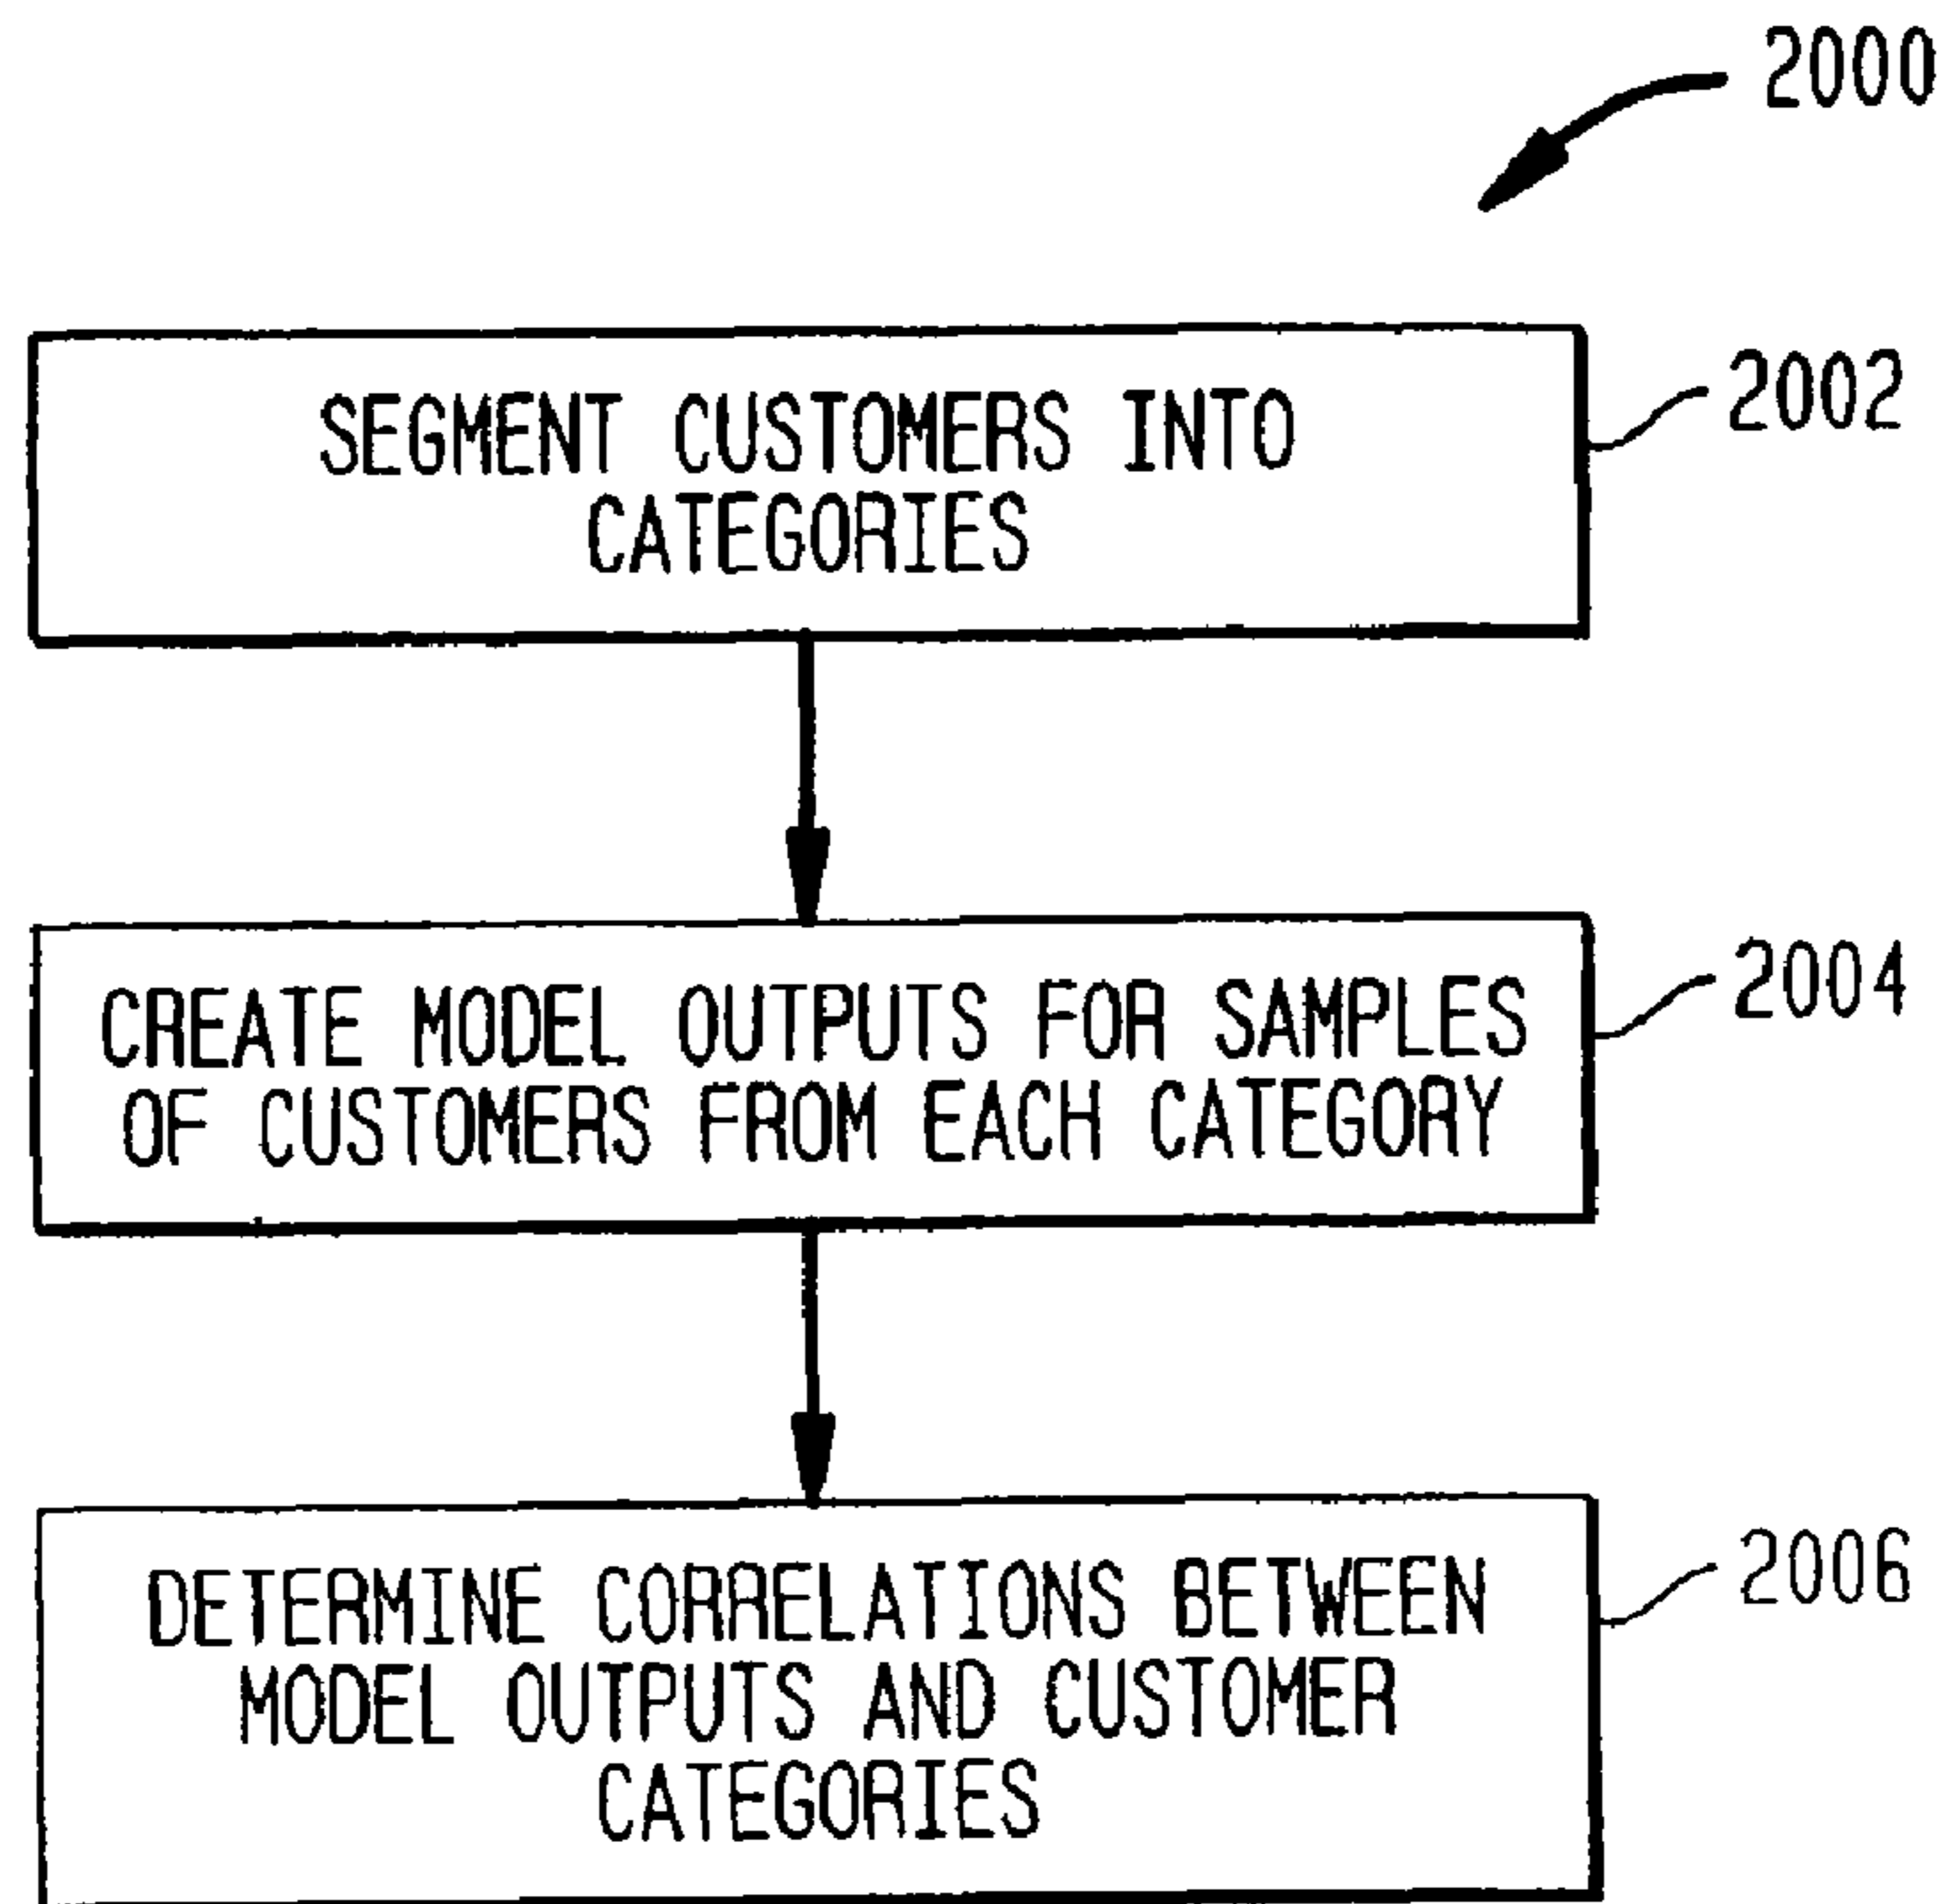 2000
SEGMENT CUSTOMERS INTO
CATEGORIES
2002
CREATE MODEL OUTPUTS FOR SAMPLES
OF CUSTOMERS FROM EACH CATEGORY
2004
DETERMINE CORRELATIONS BETWEEN
MODEL OUTPUTS AND CUSTOMER
CATEGORIES
2006